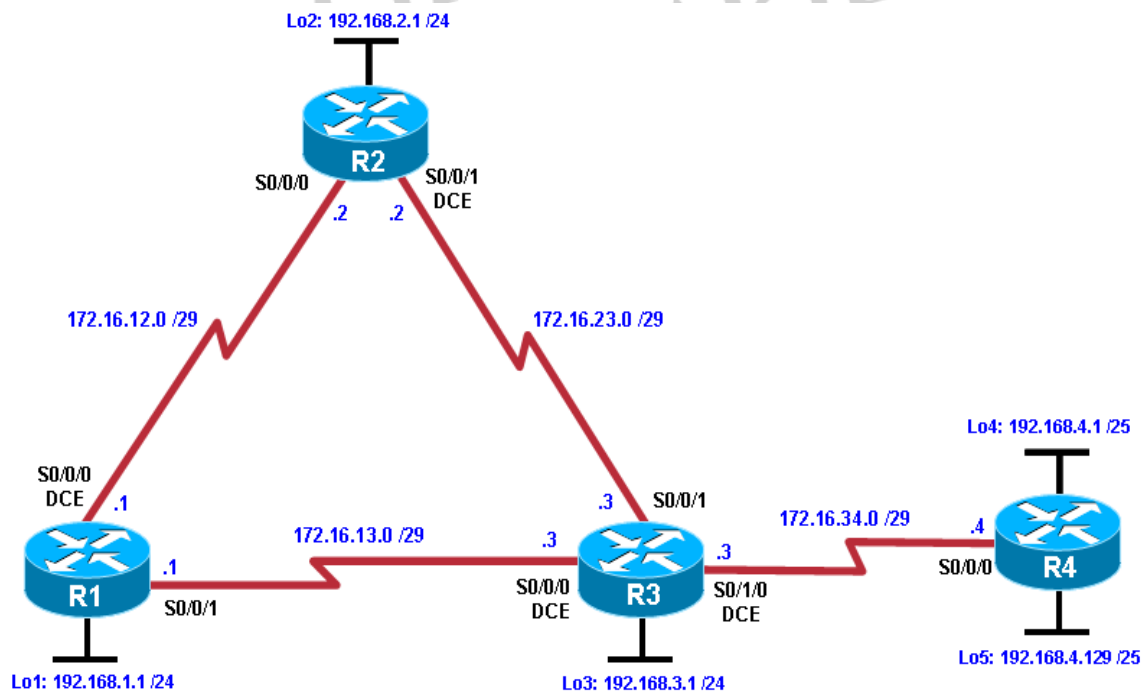 Lo2: 192.168.2.1 /24
R2
S0/0/0
S0/0/1
DCE
.2
.2
172.16.12.0 /29
172.16.23.0 /29
Lo4: 192.168.4.1 /25
S0/0/0
DCE
.1
.3
S0/0/1
172.16.13.0 /29
.3
172.16.34.0 /29
.4
.1
.3
R1
S0/0/1
S0/0/0
DCE
R3
S0/1/0
DCE
S0/0/0
R4
Lo1: 192.168.1.1 /24
Lo3: 192.168.3.1 /24
Lo5: 192.168.4.129 /25